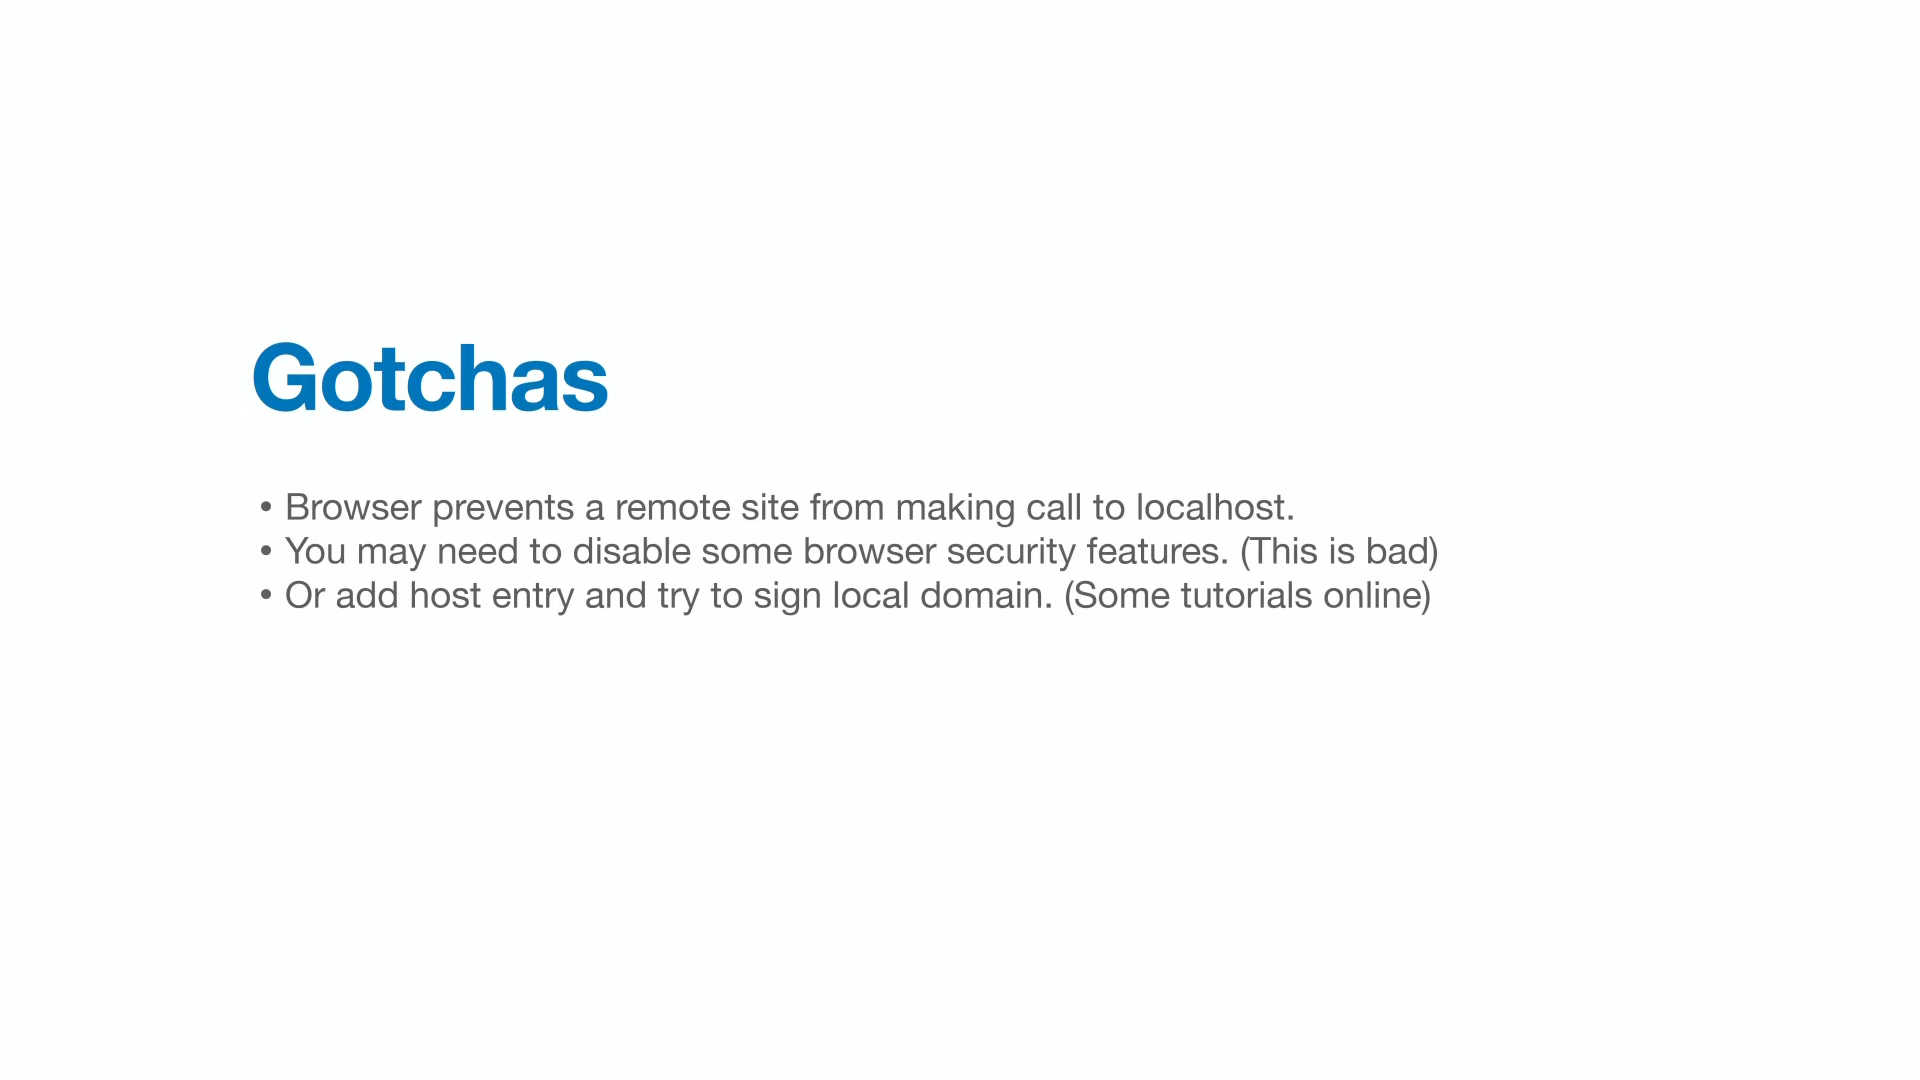 Gotchas
• Browser prevents a remote site from making call to localhost.
• You may need to disable some browser security features. (This is bad)
• Or add host entry and try to sign local domain. (Some tutorials online)